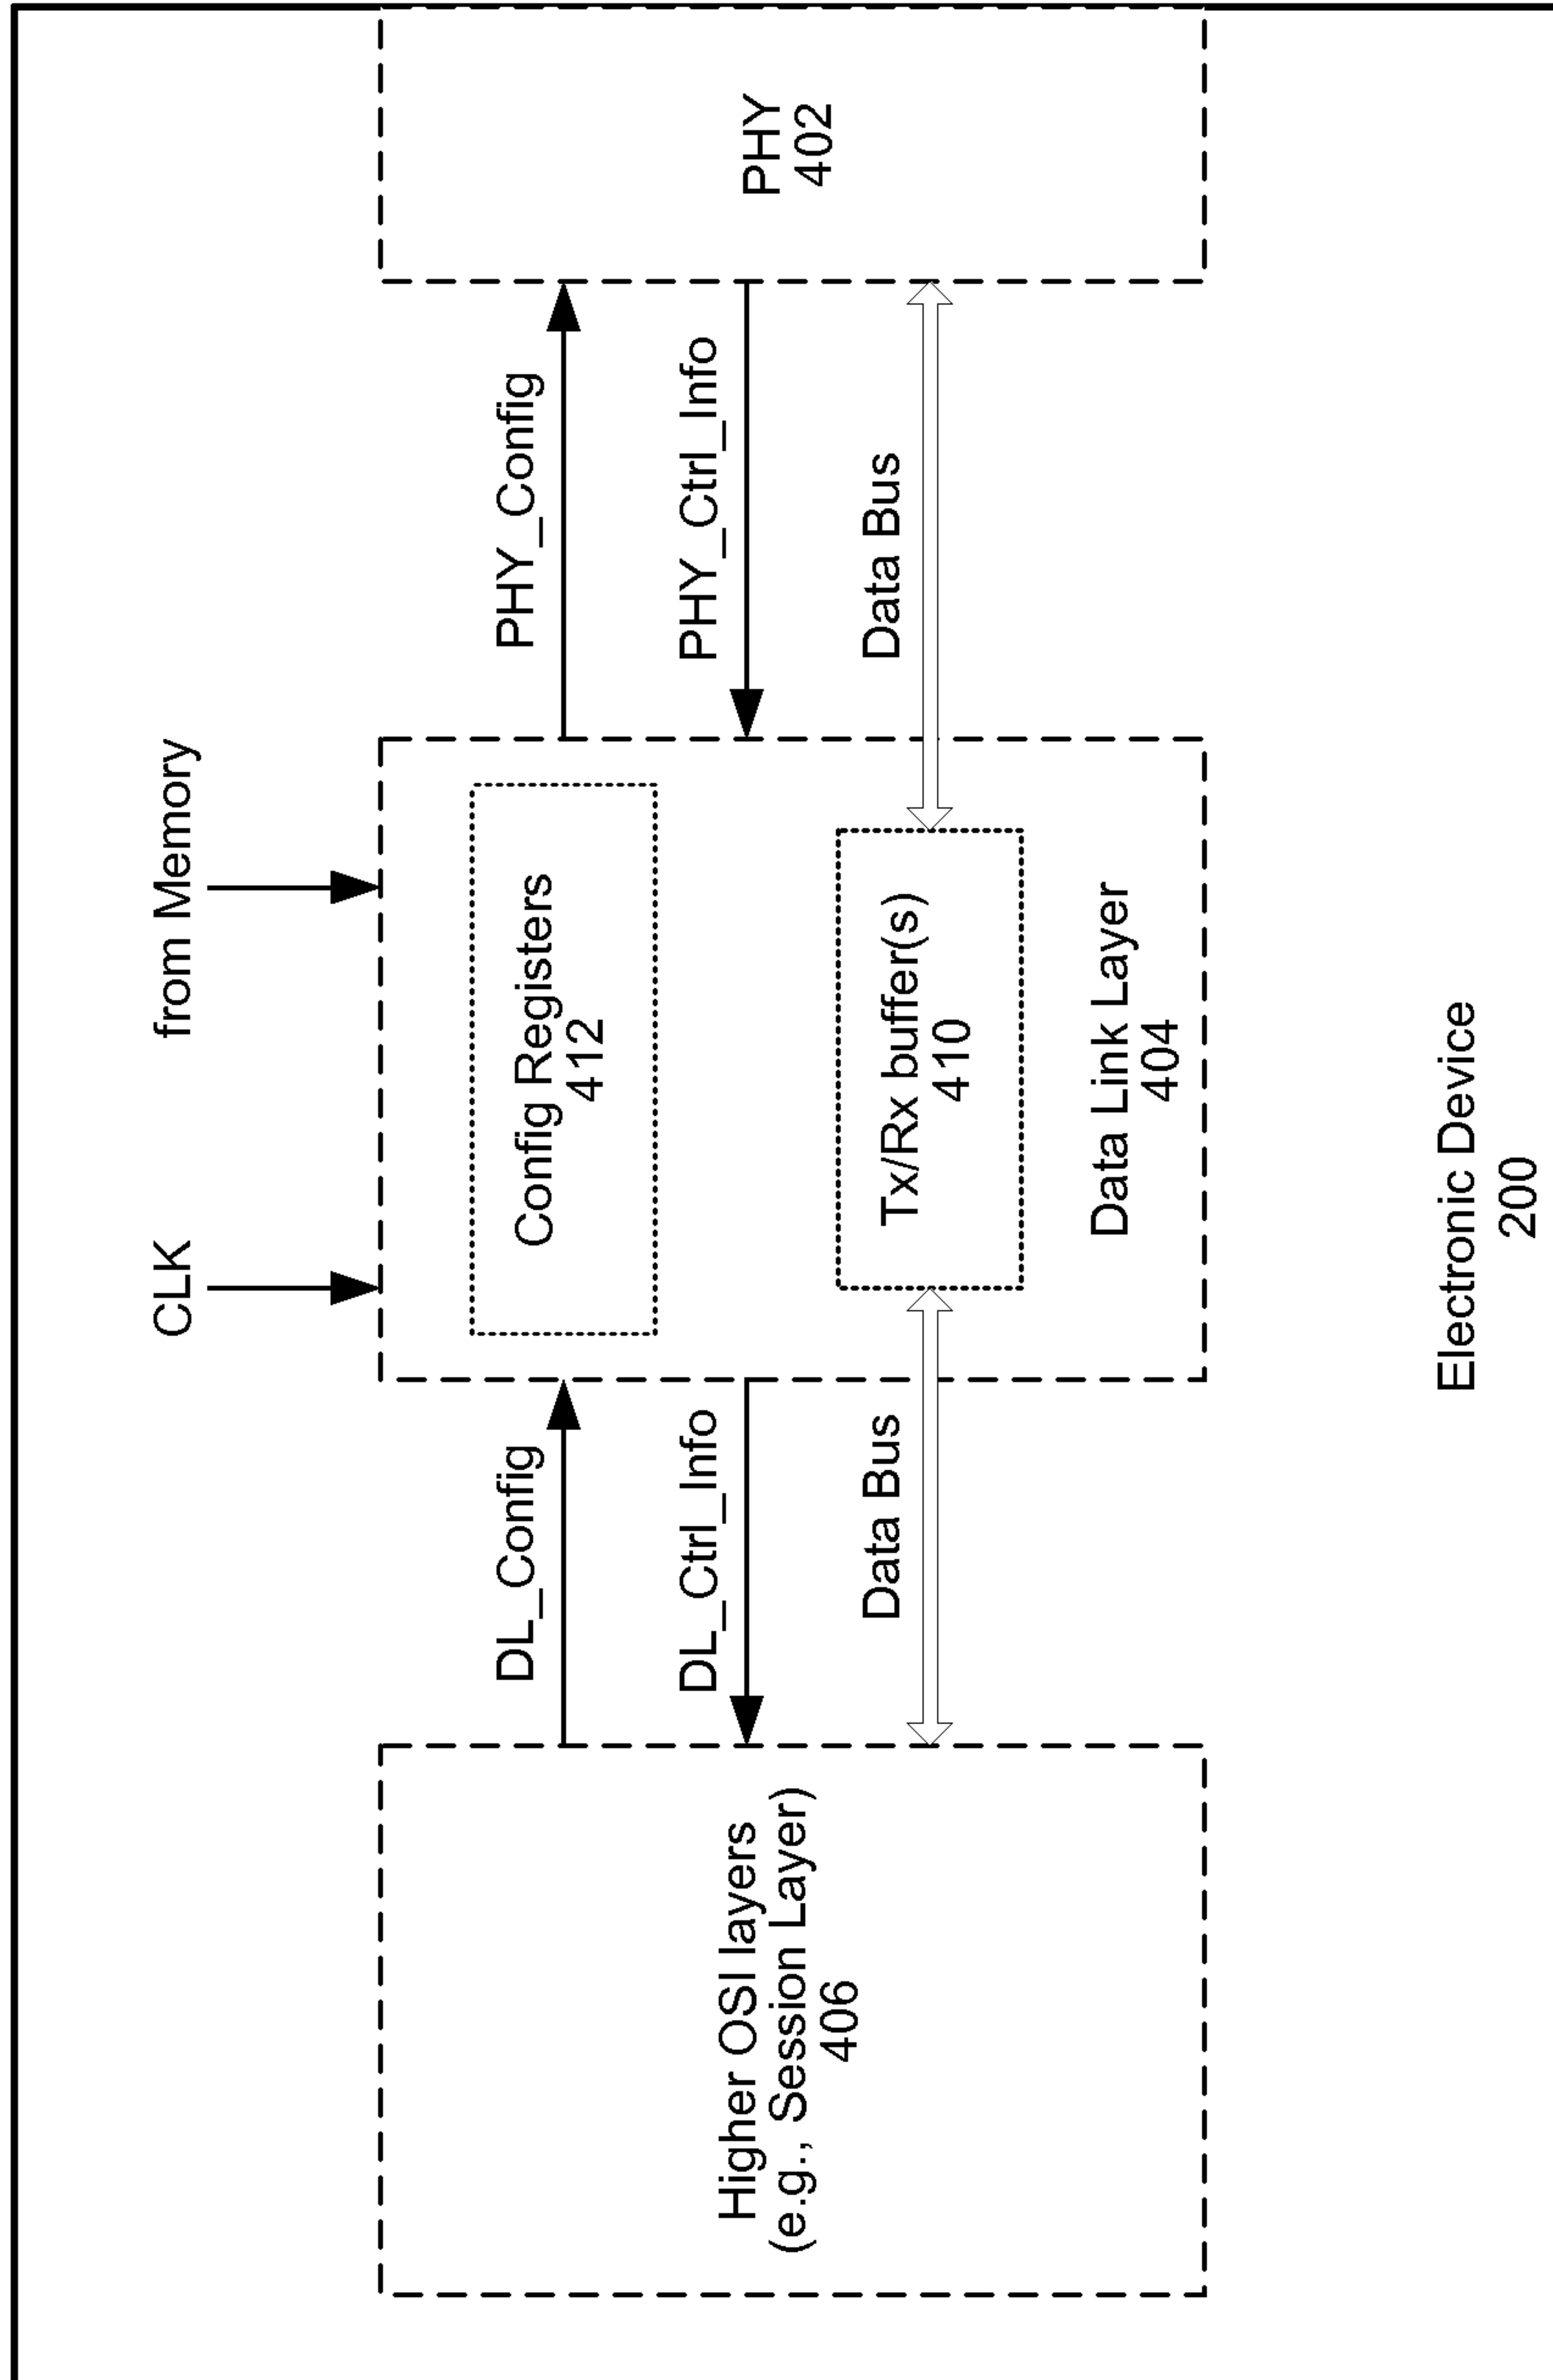 CLK
from Memory
Higher OSI layers
(e.g., Session Layer)
406
DL_Config
DL_Ctrl_Info
Data Bus
Config Registers
412
Tx/Rx buffer(s)
410
Data Link Layer
404
PHY_Config
PHY_Ctrl_Info
Data Bus
PHY
402
Electronic Device
200